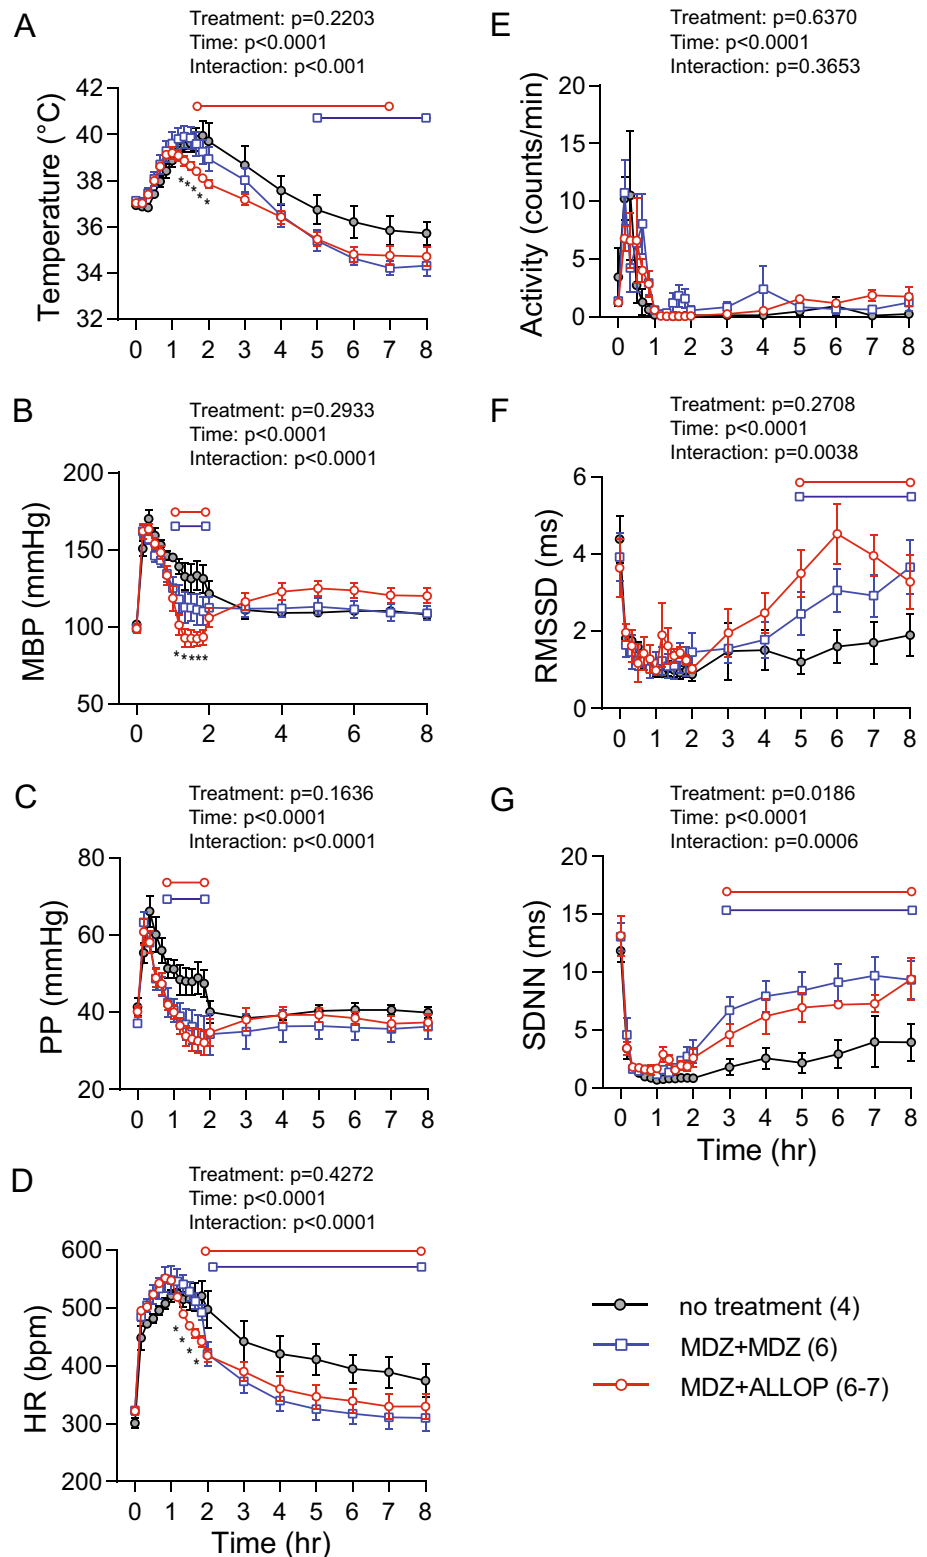 A
Treatment: p=0.2203
Time: p<0.0001
Interaction: p<0.001
Temperature (°C)
42
40
38
36
34
32
* * * * *
0 1 2 3 4 5 6 7 8
B
Treatment: p=0.2933
Time: p<0.0001
Interaction: p<0.0001
MBP (mmHg)
200
150
100
50
* * * * *
0 2 4 6 8
C
Treatment: p=0.1636
Time: p<0.0001
Interaction: p<0.0001
PP (mmHg)
80
60
40
20
0 1 2 3 4 5 6 7 8
D
Treatment: p=0.4272
Time: p<0.0001
Interaction: p<0.0001
HR (bpm)
600
500
400
300
200
* * * *
0 1 2 3 4 5 6 7 8
Time (hr)
E
Treatment: p=0.6370
Time: p<0.0001
Interaction: p=0.3653
Activity (counts/min)
20
15
10
5
0
0 1 2 3 4 5 6 7 8
F
Treatment: p=0.2708
Time: p<0.0001
Interaction: p=0.0038
RMSSD (ms)
6
4
2
0
0 1 2 3 4 5 6 7 8
G
Treatment: p=0.0186
Time: p<0.0001
Interaction: p=0.0006
SDNN (ms)
20
15
10
5
0
0 1 2 3 4 5 6 7 8
Time (hr)
no treatment (4)
MDZ+MDZ (6)
MDZ+ALLOP (6-7)